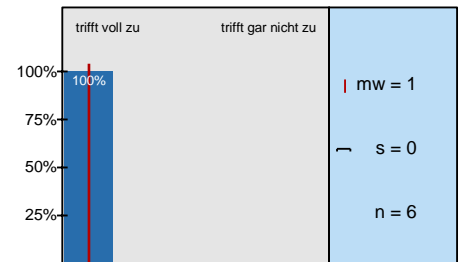 trifft voll zu trifft gar nicht zu
100%
100%
mw = 1
75%
50%
s = 0
25%
n = 6